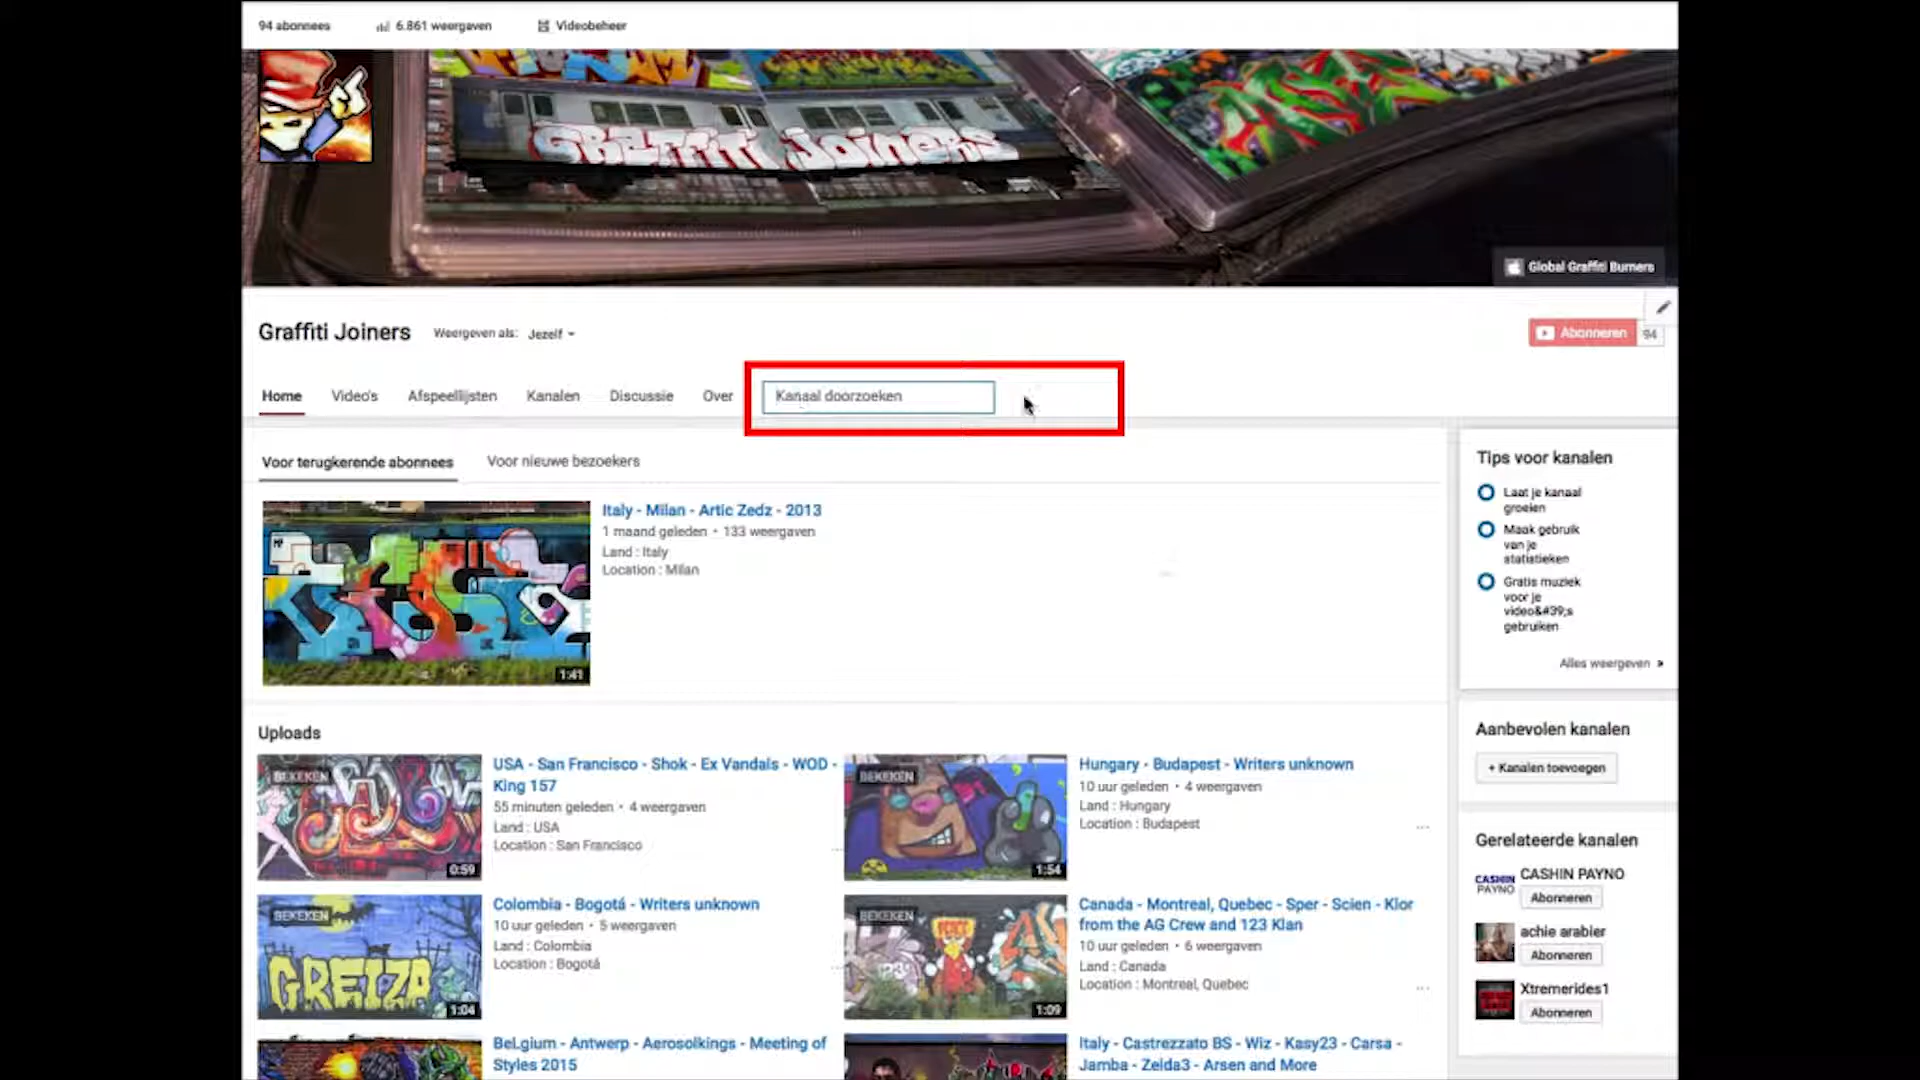 94 abonnees 6.861 weergaven Videobeheer
GRAFFITI JOINERS
Global Graffiti Burners
Graffiti Joiners Weergeven als: Jezelf
Abonneren 94
Home Video's Afspeellijsten Kanalen Discussie Over Kanaal doorzoeken
Voor terugkerende abonnees Voor nieuwe bezoekers
Italy - Milan - Artic Zedz - 2013
1 maand geleden • 133 weergaven
Land : Italy
Location : Milan
1:41
Uploads
BEKEKEN
0:59
USA - San Francisco - Shok - Ex Vandals - WOD -
King 157
55 minuten geleden • 4 weergaven
Land : USA
Location : San Francisco
...
BEKEKEN
1:54
Hungary - Budapest - Writers unknown
10 uur geleden • 4 weergaven
Land : Hungary
Location : Budapest
...
BEKEKEN
GREIZA
1:04
Colombia - Bogotá - Writers unknown
10 uur geleden • 5 weergaven
Land : Colombia
Location : Bogotá
...
BEKEKEN
1:09
Canada - Montreal, Quebec - Sper - Scien - Klor
from the AG Crew and 123 Klan
10 uur geleden • 6 weergaven
Land : Canada
Location : Montreal, Quebec
...
BeLgium - Antwerp - Aerosolkings - Meeting of
Styles 2015
Italy - Castrezzato BS - Wiz - Kasy23 - Carsa -
Jamba - Zelda3 - Arsen and More
Tips voor kanalen
Laat je kanaal
groeien
Maak gebruik
van je
statistieken
Gratis muziek
voor je
video&#39;s
gebruiken
Alles weergeven »
Aanbevolen kanalen
+ Kanalen toevoegen
Gerelateerde kanalen
CASHIN
PAYNO
CASHIN PAYNO
Abonneren
achie arabier
Abonneren
Xtremerides1
Abonneren